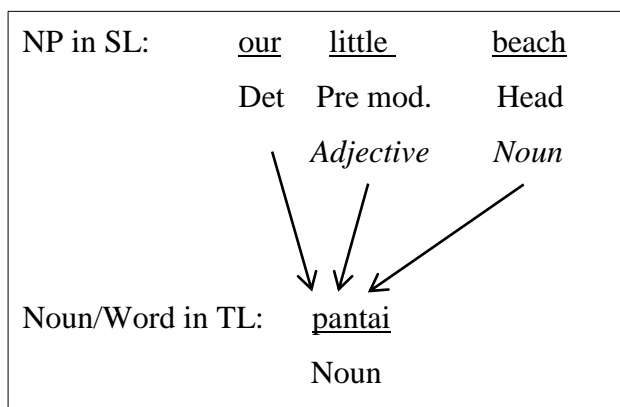 NP in SL: our little beach
Det Pre mod. Head
Adjective Noun
Noun/Word in TL: pantai
Noun